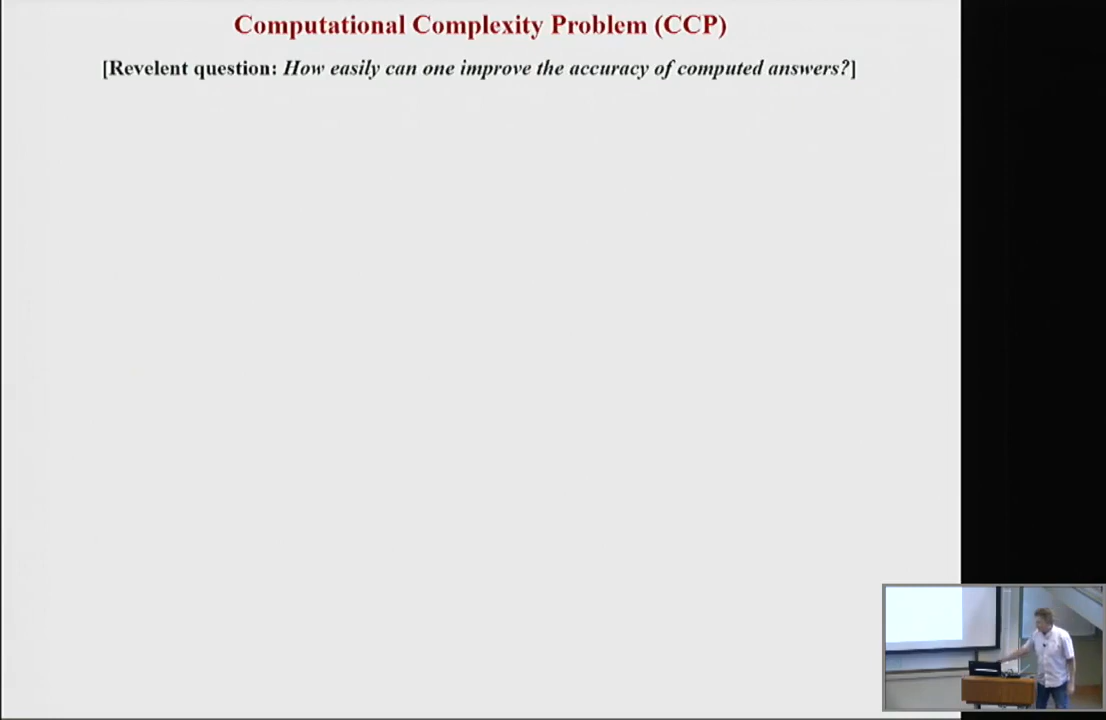 Computational Complexity Problem (CCP)
[Revelent question: How easily can one improve the accuracy of computed answers?]